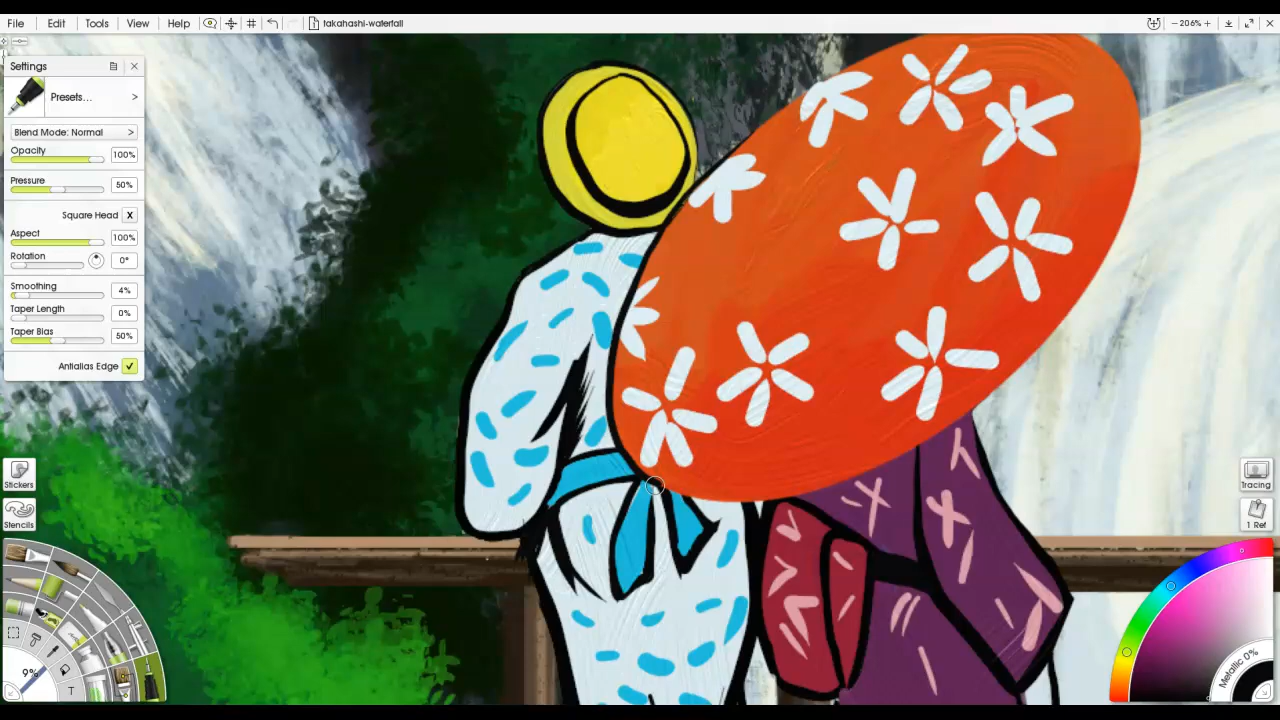 File Edit Tools View Help takahashi-waterfall − 206% +
Settings
Presets... >
Blend Mode: Normal >
Opacity
100%
Pressure
50%
Square Head X
Aspect
100%
Rotation
0°
Smoothing
4%
Taper Length
0%
Taper Bias
50%
Antialias Edge
Stickers
Stencils
Tracing
1 Ref
9%
T
Metallic 0%